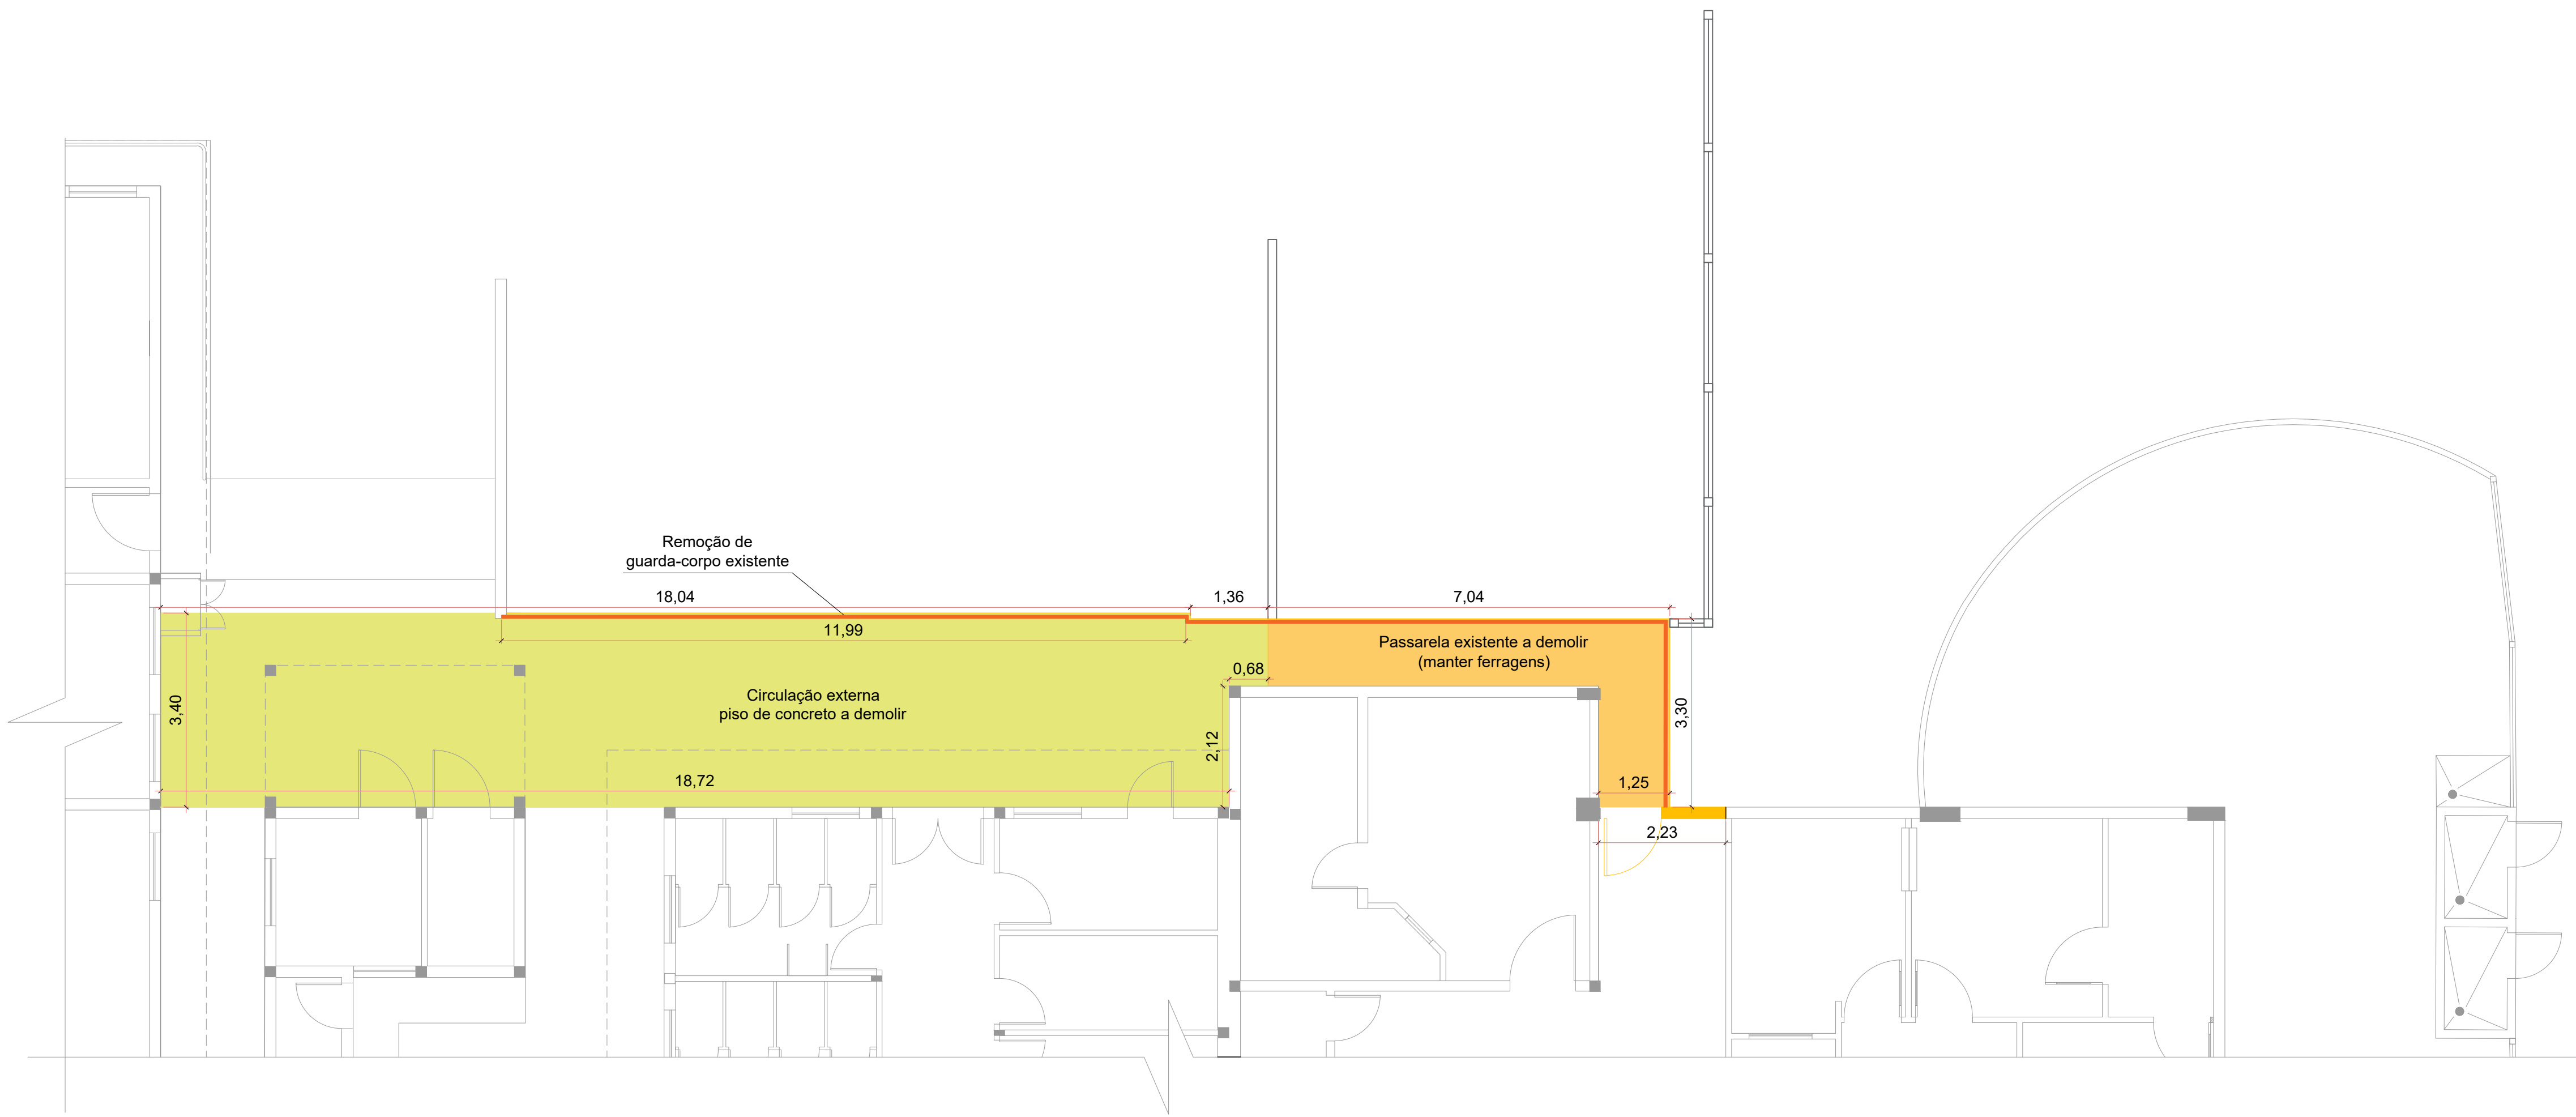 Remoção de
guarda-corpo existente
18,04
1,36
7,04
11,99
Passarela existente a demolir
(manter ferragens)
0,68
Circulação externa
piso de concreto a demolir
3,40
3,30
2,12
18,72
1,25
2,23